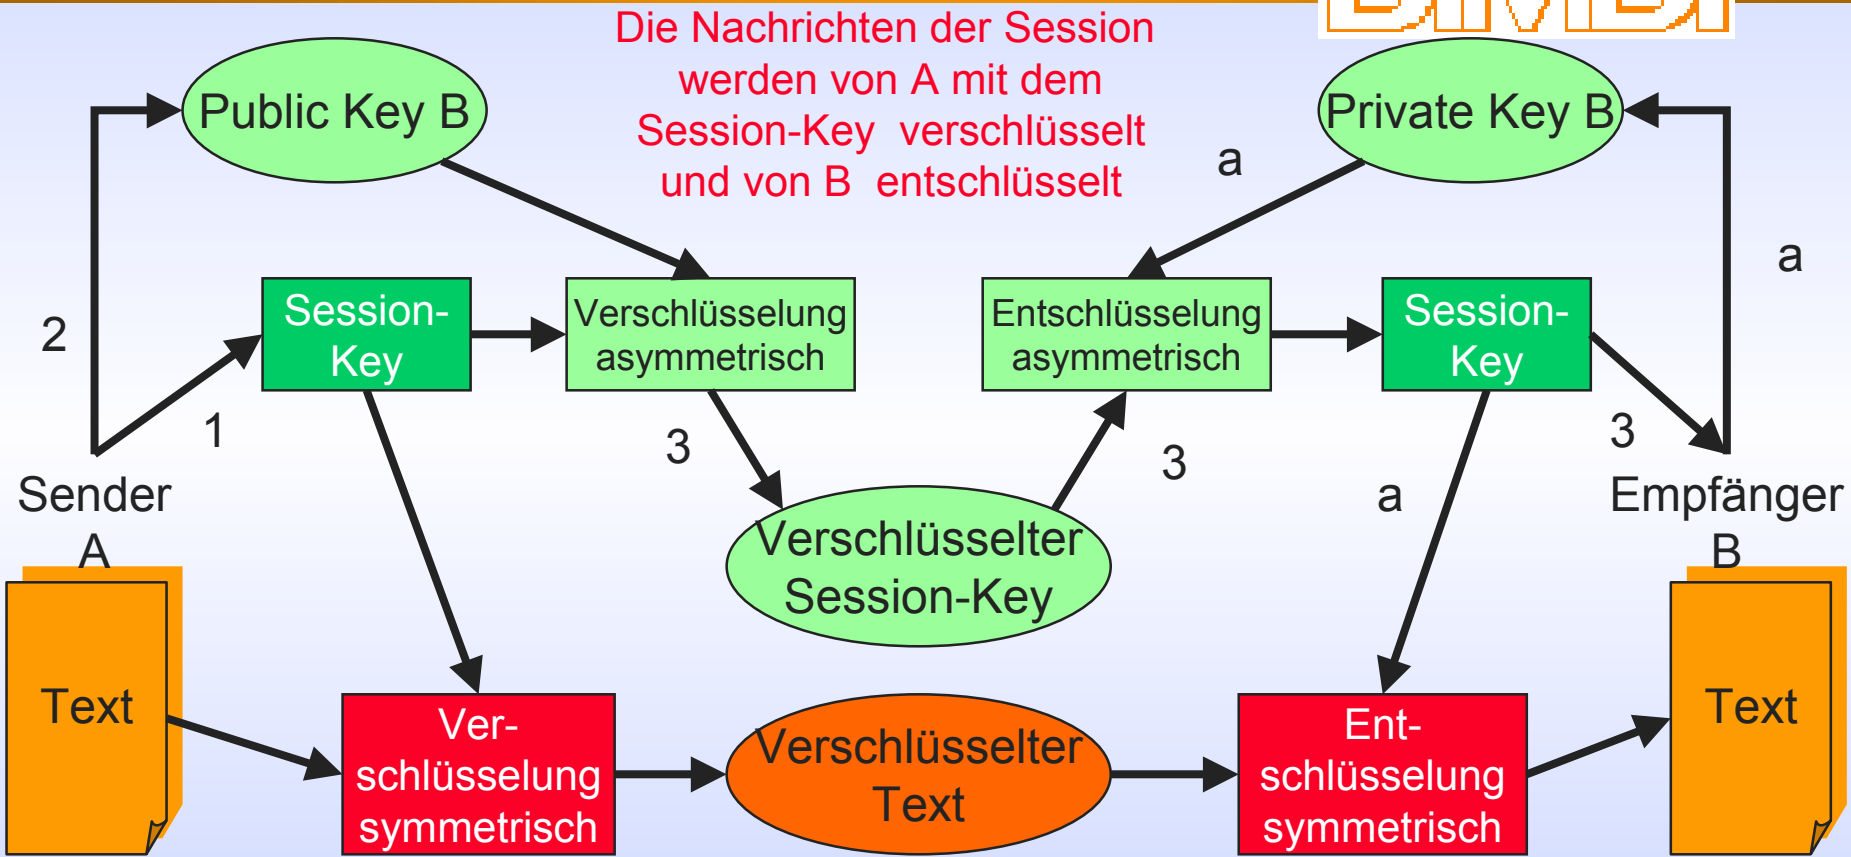 Die Nachrichten der Session
werden von A mit dem
Session-Key verschlüsselt
und von B entschlüsselt
Public Key B
Private Key B
a
a
2
Session-
Key
Verschlüsselung
asymmetrisch
Entschlüsselung
asymmetrisch
Session-
Key
1
3
3
3
Sender
A
a
Empfänger
B
Verschlüsselter
Session-Key
Text
Ver-
schlüsselung
symmetrisch
Verschlüsselter
Text
Ent-
schlüsselung
symmetrisch
Text